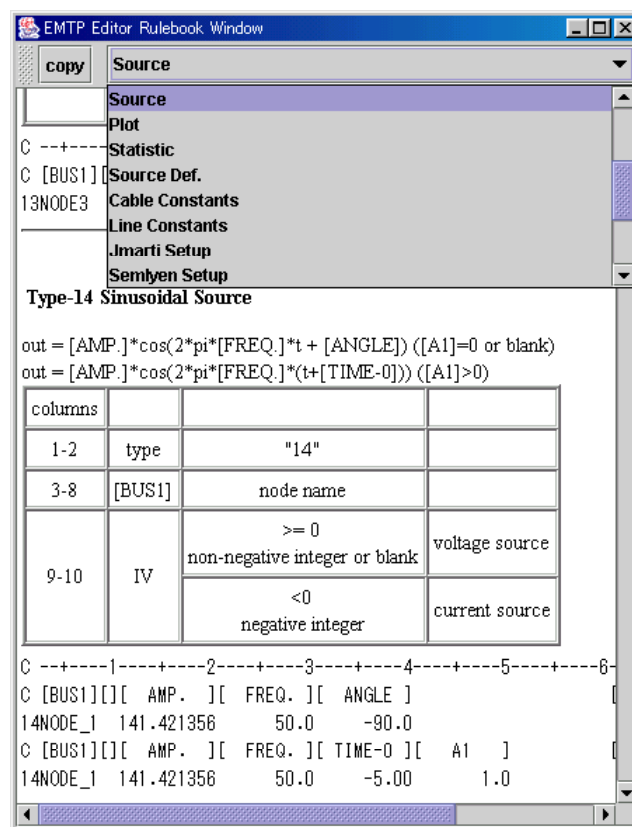 EMTP Editor Rulebook Window
copy
Source
Source
Plot
Statistic
Source Def.
Cable Constants
Line Constants
Jmarti Setup
Semlyen Setup
C --+----
C [BUS1][
13NODE3
Type-14 Sinusoidal Source
out = [AMP.]*cos(2*pi*[FREQ.]*t + [ANGLE]) ([A1]=0 or blank)
out = [AMP.]*cos(2*pi*[FREQ.]*(t+[TIME-0])) ([A1]>0)
columns
1-2 type "14"
3-8 [BUS1] node name
9-10 IV
>= 0
non-negative integer or blank
voltage source
<0
negative integer
current source
C --+----1----+----2----+----3----+----4----+----5----+----6-
C [BUS1][][  AMP.  ][  FREQ. ][  ANGLE ]                    [
14NODE_1  141.421356      50.0     -90.0
C [BUS1][][  AMP.  ][  FREQ. ][ TIME-0 ][   A1   ]          [
14NODE_1  141.421356      50.0     -5.00       1.0